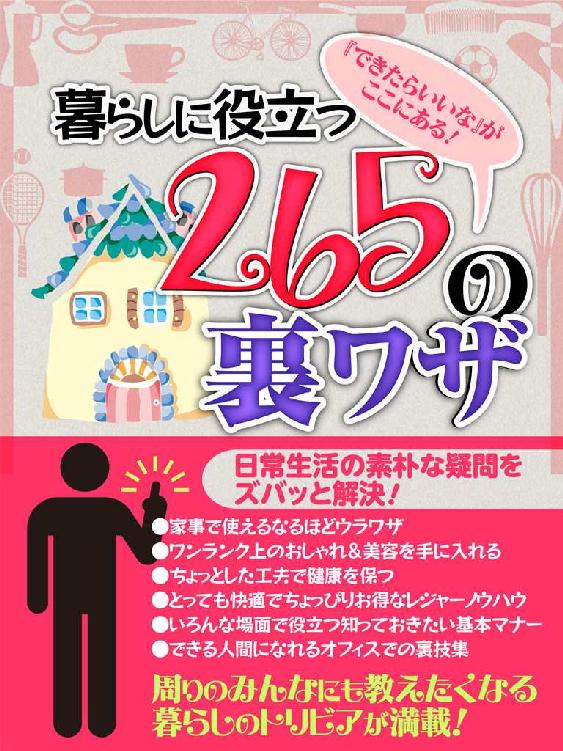 『できたらいいな』が
ここにある！
暮らしに役立つ
265の
裏ワザ
日常生活の素朴な疑問を
ズバッと解決！
●家事で使えるなるほどウラワザ
●ワンランク上のおしゃれ＆美容を手に入れる
●ちょっとした工夫で健康を保つ
●とっても快適でちょっぴりお得なレジャーノウハウ
●いろんな場面で役立つ知っておきたい基本マナー
●できる人間になれるオフィスでの裏技集
周りのみんなにも教えたくなる
暮らしのトリビアが満載！